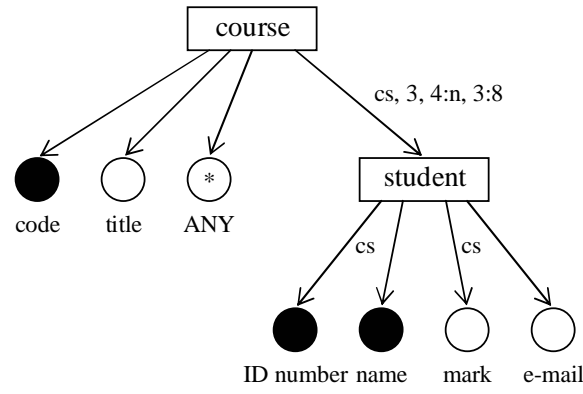 course
cs, 3, 4:n, 3:8
student
*
code title ANY
cs cs
ID number name mark e-mail